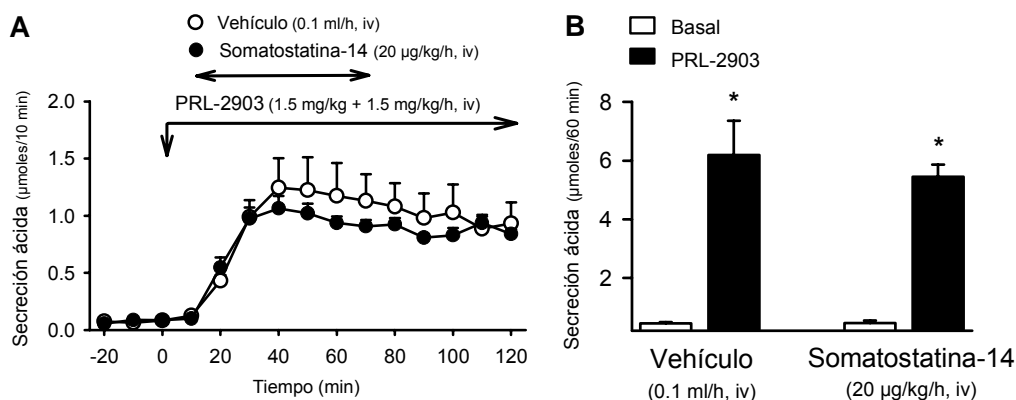 A
Vehículo (0.1 ml/h, iv)
Somatostatina-14 (20 µg/kg/h, iv)
PRL-2903 (1.5 mg/kg + 1.5 mg/kg/h, iv)
Secreción ácida (µmoles/10 min)
2.0
1.5
1.0
0.5
0.0
-20 0 20 40 60 80 100 120
Tiempo (min)
B
Basal
PRL-2903
Secreción ácida (µmoles/60 min)
8
6
4
2
* *
Vehículo Somatostatina-14
(0.1 ml/h, iv) (20 µg/kg/h, iv)